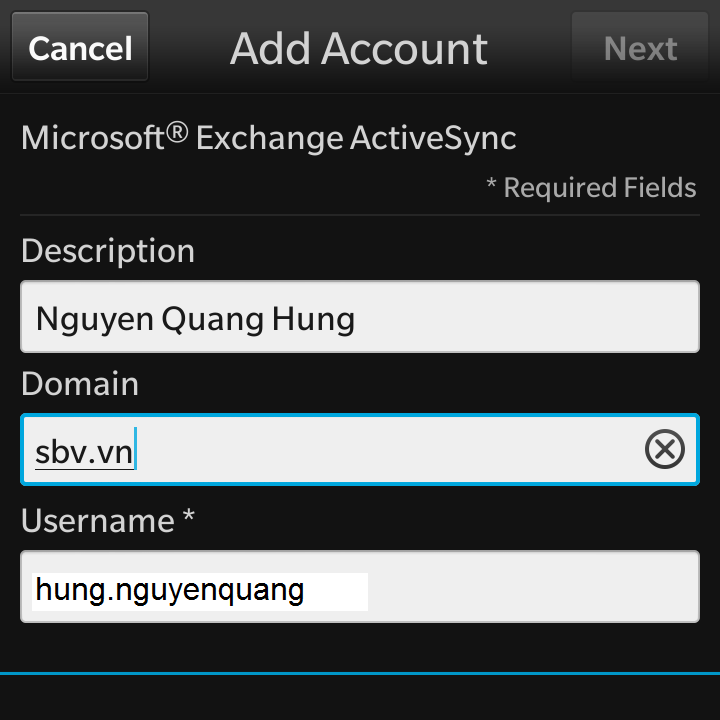 Cancel Add Account Next
Microsoft® Exchange ActiveSync
* Required Fields
Description
Nguyen Quang Hung
Domain
sbv.vn
Username *
hung.nguyenquang